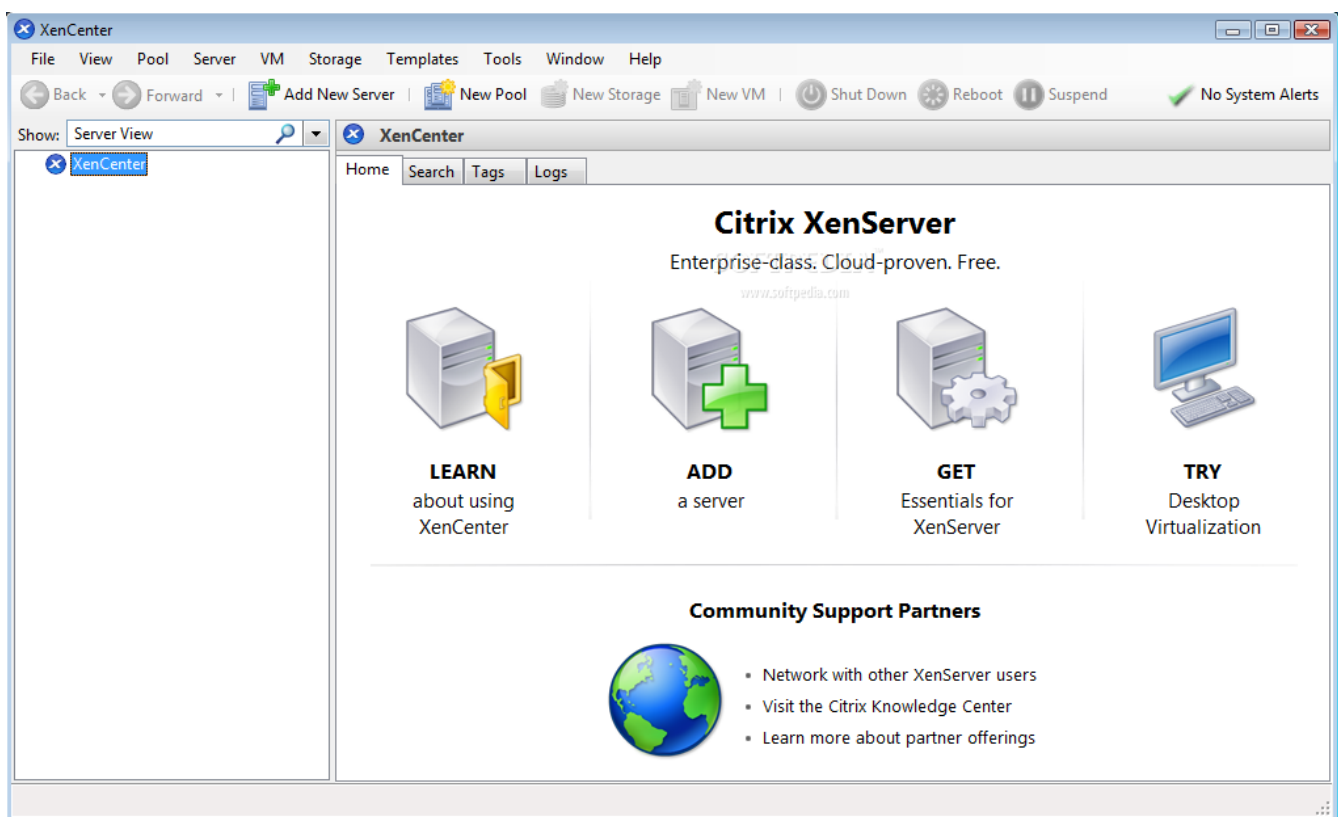 XenCenter
File View Pool Server VM Storage Templates Tools Window Help
Back Forward Add New Server New Pool New Storage New VM Shut Down Reboot Suspend No System Alerts
Show: Server View
XenCenter
XenCenter
Home Search Tags Logs
Citrix XenServer
Enterprise-class. Cloud-proven. Free.
SOFTPEDIA
www.softpedia.com
LEARN
about using
XenCenter
ADD
a server
GET
Essentials for
XenServer
TRY
Desktop
Virtualization
Community Support Partners
Network with other XenServer users
Visit the Citrix Knowledge Center
Learn more about partner offerings